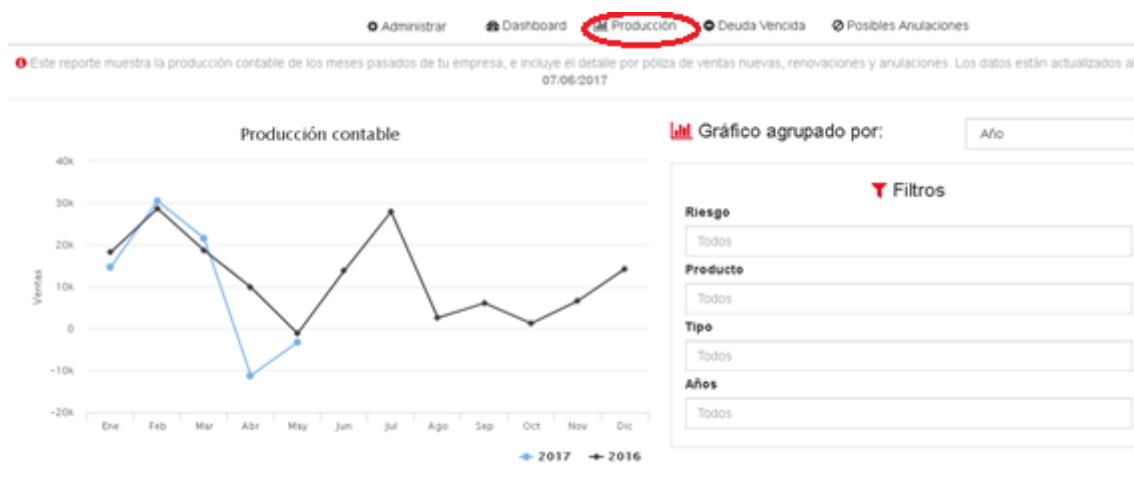 Administrar Dashboard Producción Deuda Vencida Posibles Anulaciones
Este reporte muestra la producción contable de los meses pasados de tu empresa, e incluye el detalle por póliza de ventas nuevas, renovaciones y anulaciones. Los datos están actualizados al
07/06/2017
Producción contable
40k
30k
20k
10k
0
-10k
-20k
Ventas
Ene Feb Mar Abr May Jun Jul Ago Sep Oct Nov Dic
2017 2016
Gráfico agrupado por: Año
Filtros
Riesgo
Todos
Producto
Todos
Tipo
Todos
Años
Todos